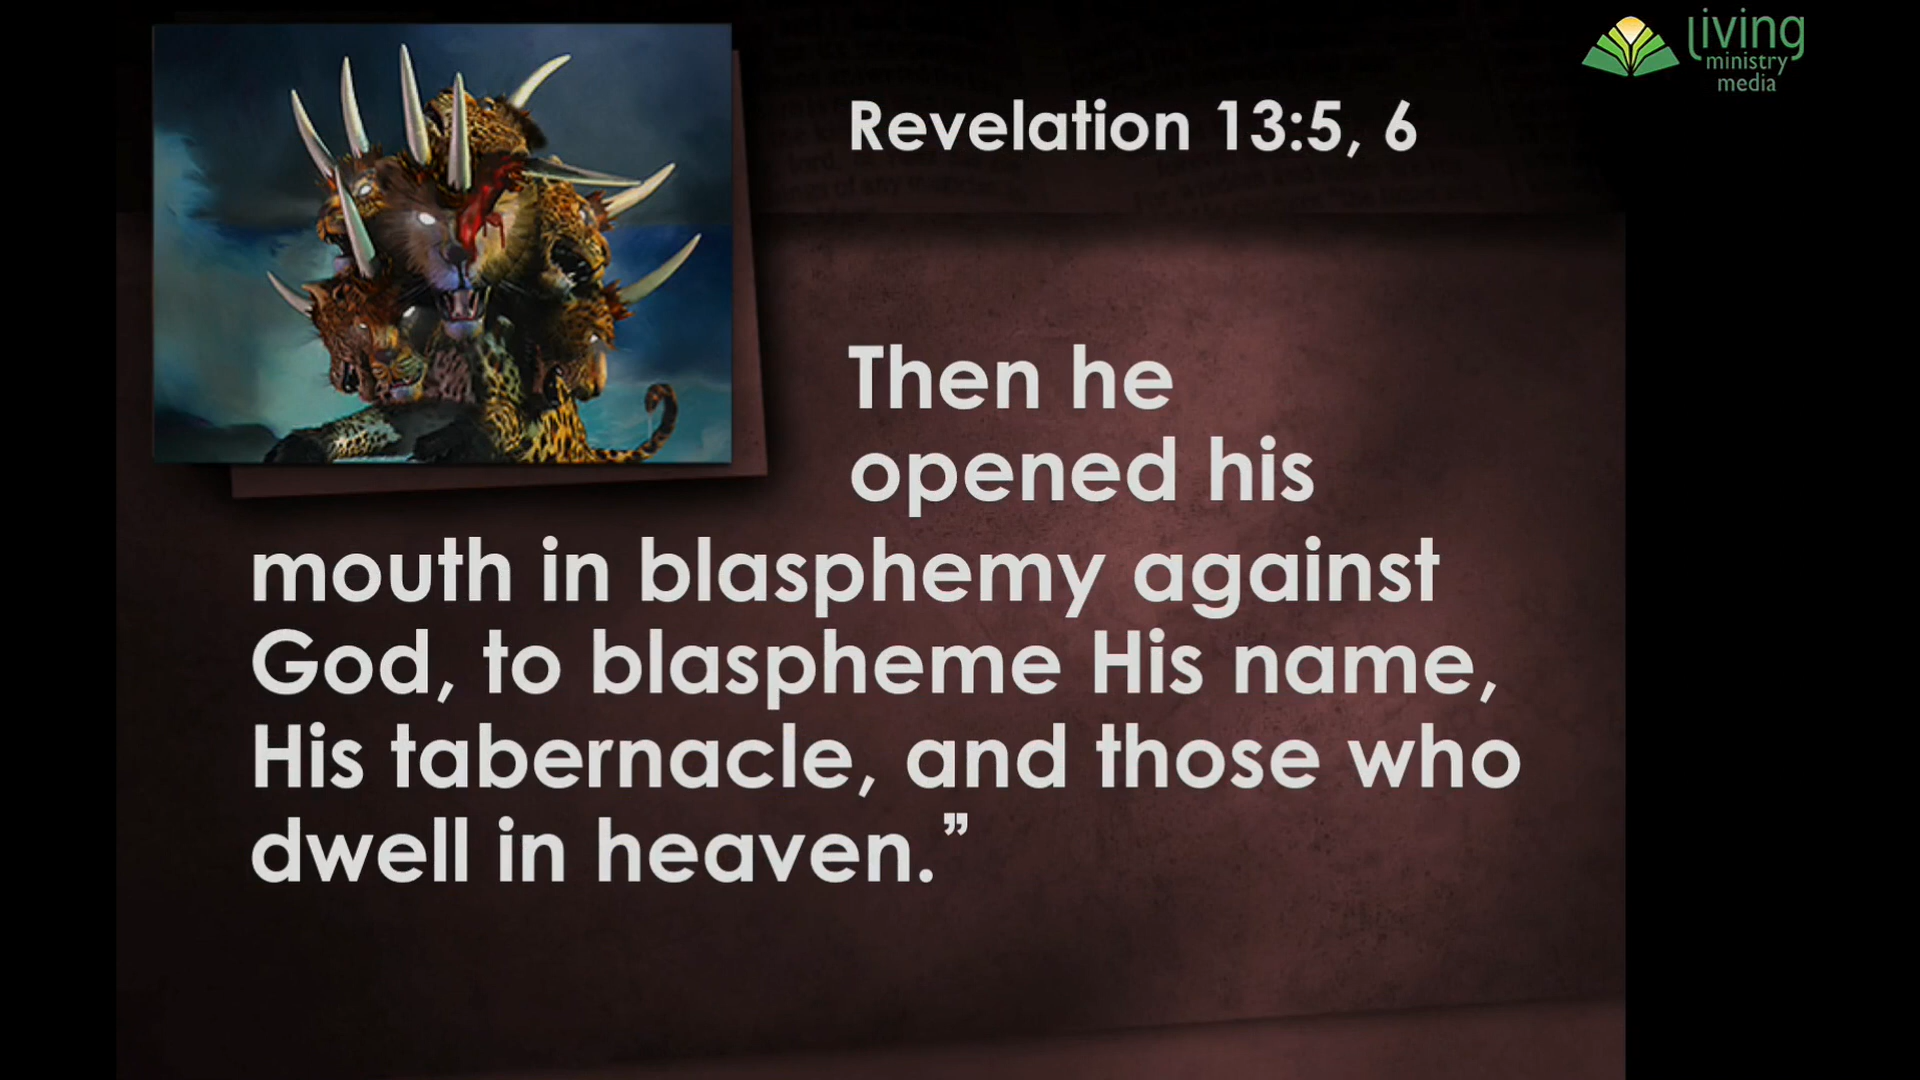 living
ministry
media
Revelation 13:5, 6
Then he
opened his
mouth in blasphemy against
God, to blaspheme His name,
His tabernacle, and those who
dwell in heaven.”